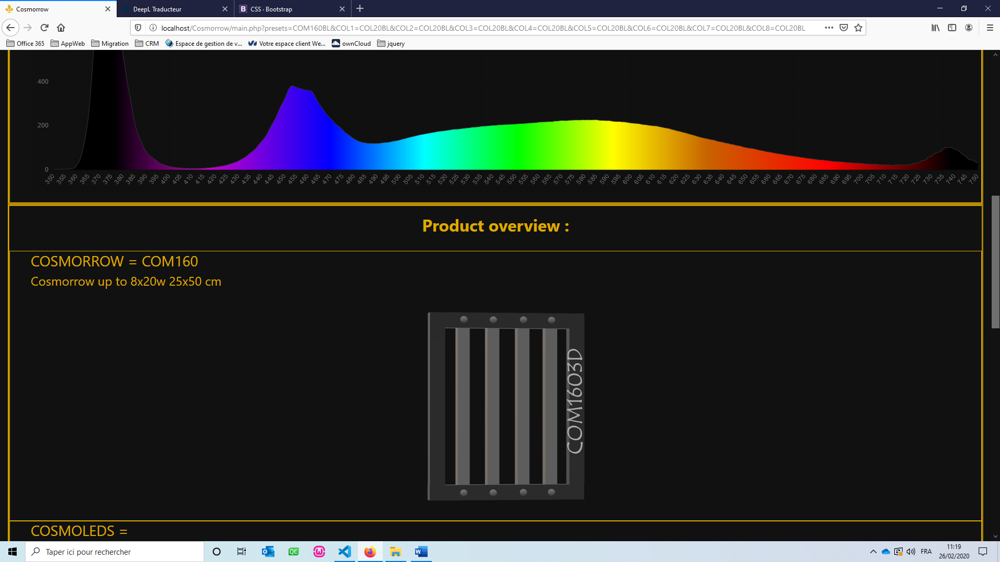 Cosmorrow
DeepL Traducteur
CSS · Bootstrap
localhost/Cosmorrow/main.php?presets=COM160BL&COL1=COL20BL&COL2=COL20BL&COL3=COL20BL&COL4=COL20BL&COL5=COL20BL&COL6=COL20BL&COL7=COL20BL&COL8=COL20BL
Office 365 AppWeb Migration CRM Espace de gestion de v... Votre espace client We... ownCloud jquery
400
200
0
350 355 360 365 370 375 380 385 390 395 400 405 410 415 420 425 430 435 440 445 450 455 460 465 470 475 480 485 490 495 500 505 510 515 520 525 530 535 540 545 550 555 560 565 570 575 580 585 590 595 600 605 610 615 620 625 630 635 640 645 650 655 660 665 670 675 680 685 690 695 700 705 710 715 720 725 730 735 740 745 750
Product overview :
COSMORROW = COM160
Cosmorrow up to 8x20w 25x50 cm
COM1603D
COSMOLEDS =
Taper ici pour rechercher
FRA
11:19
26/02/2020